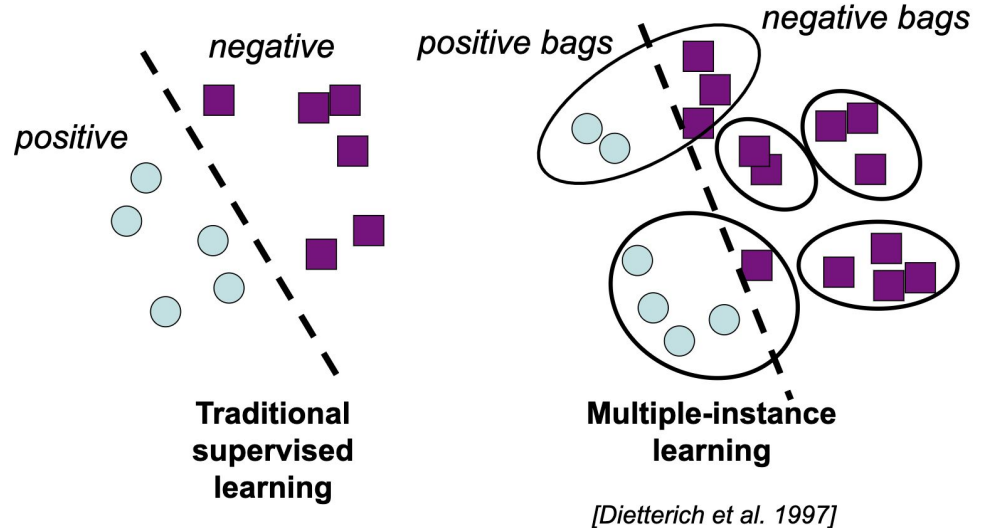 negative
positive
Traditional
supervised
learning
positive bags
negative bags
Multiple-instance
learning
[Dietterich et al. 1997]